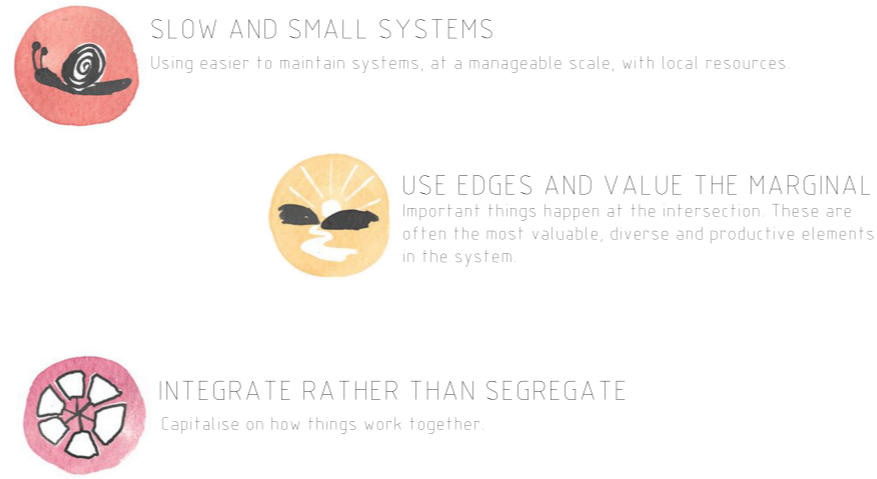 SLOW AND SMALL SYSTEMS
Using easier to maintain systems, at a manageable scale, with local resources.
USE EDGES AND VALUE THE MARGINAL
Important things happen at the intersection. These are
often the most valuable, diverse and productive elements
in the system.
INTEGRATE RATHER THAN SEGREGATE
Capitalise on how things work together.